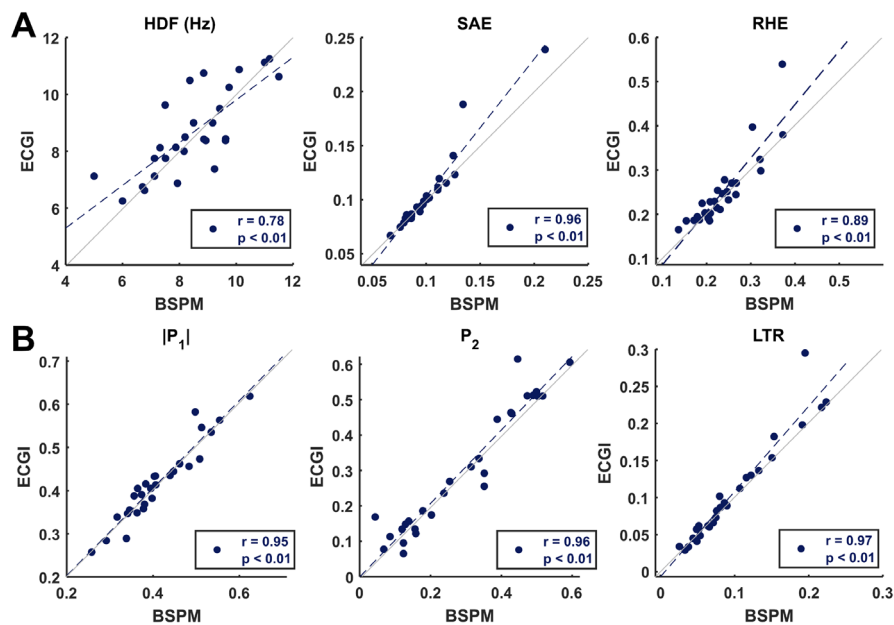 A
HDF (Hz)
SAE
RHE
12
10
8
6
4
ECGI
4
6
8
10
12
BSPM
r = 0.78
p < 0.01
0.25
0.2
0.15
0.1
0.05
ECGI
0.05
0.1
0.15
0.2
0.25
BSPM
r = 0.96
p < 0.01
0.6
0.5
0.4
0.3
0.2
0.1
ECGI
0.1
0.2
0.3
0.4
0.5
BSPM
r = 0.89
p < 0.01
B
|P1|
P2
LTR
0.7
0.6
0.5
0.4
0.3
0.2
ECGI
0.2
0.4
0.6
BSPM
r = 0.95
p < 0.01
0.6
0.5
0.4
0.3
0.2
0.1
0
ECGI
0
0.2
0.4
0.6
BSPM
r = 0.96
p < 0.01
0.3
0.2
0.1
0
ECGI
0
0.1
0.2
0.3
BSPM
r = 0.97
p < 0.01